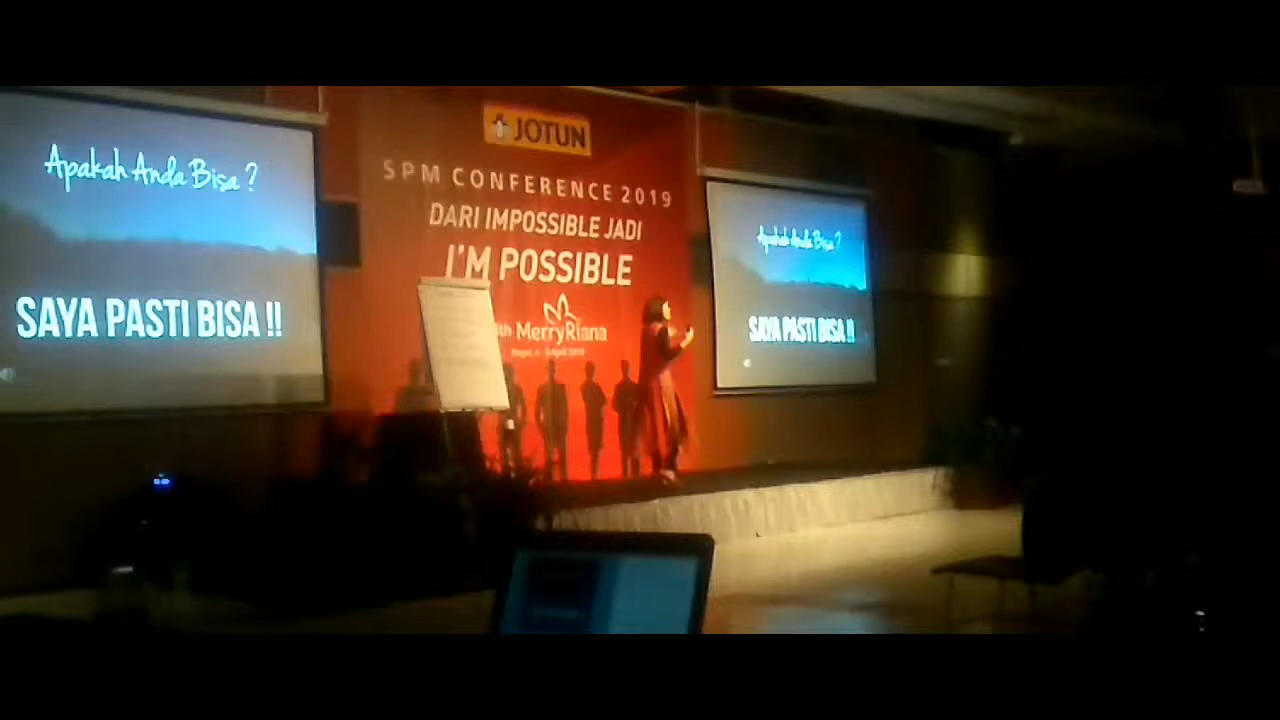 Apakah Anda Bisa ?
SAYA PASTI BISA !!
JOTUN
SPM CONFERENCE 2019
DARI IMPOSSIBLE JADI
I'M POSSIBLE
MerryRiana
Apakah Anda Bisa ?
SAYA PASTI BISA !!